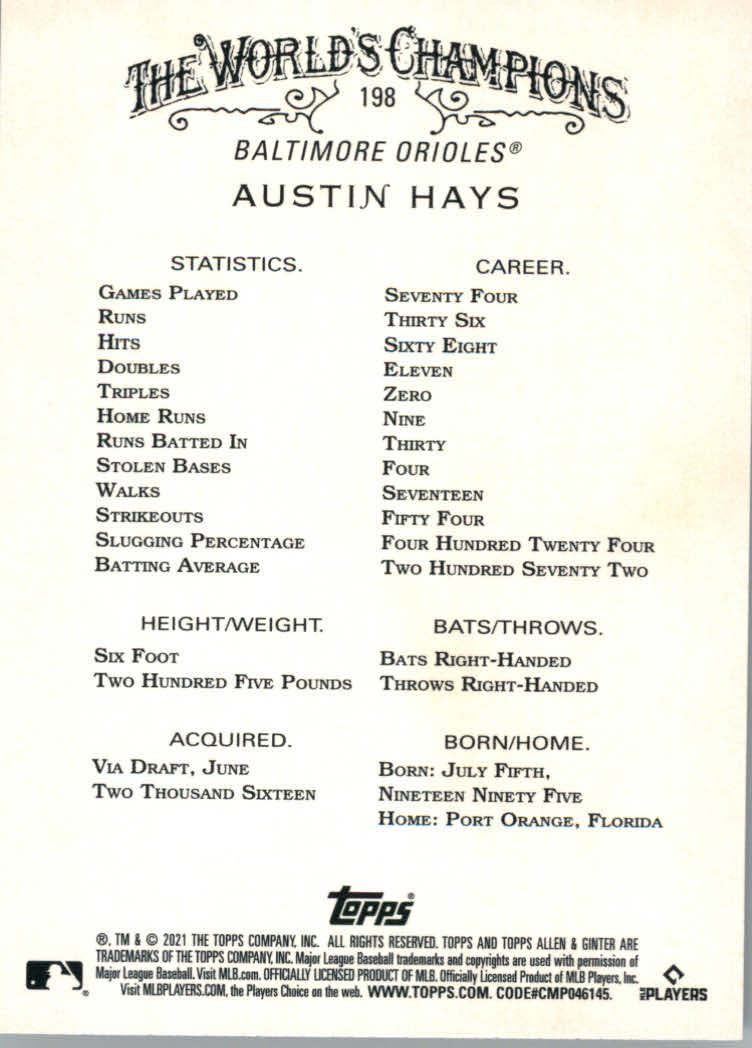 THE WORLD'S CHAMPIONS
198
BALTIMORE ORIOLES®
AUSTIN HAYS
STATISTICS. CAREER.
GAMES PLAYED SEVENTY FOUR
RUNS THIRTY SIX
HITS SIXTY EIGHT
DOUBLES ELEVEN
TRIPLES ZERO
HOME RUNS NINE
RUNS BATTED IN THIRTY
STOLEN BASES FOUR
WALKS SEVENTEEN
STRIKEOUTS FIFTY FOUR
SLUGGING PERCENTAGE FOUR HUNDRED TWENTY FOUR
BATTING AVERAGE TWO HUNDRED SEVENTY TWO
HEIGHT/WEIGHT.
SIX FOOT
TWO HUNDRED FIVE POUNDS
BATS/THROWS.
BATS RIGHT-HANDED
THROWS RIGHT-HANDED
ACQUIRED.
VIA DRAFT, JUNE
TWO THOUSAND SIXTEEN
BORN/HOME.
BORN: JULY FIFTH,
NINETEEN NINETY FIVE
HOME: PORT ORANGE, FLORIDA
TOPPS®
®, TM & © 2021 THE TOPPS COMPANY, INC. ALL RIGHTS RESERVED. TOPPS AND TOPPS ALLEN & GINTER ARE
TRADEMARKS OF THE TOPPS COMPANY, INC. Major League Baseball trademarks and copyrights are used with permission of
Major League Baseball. Visit MLB.com. OFFICIALLY LICENSED PRODUCT OF MLB. Officially Licensed Product of MLB Players, Inc.
Visit MLBPLAYERS.COM, the Players Choice on the web. WWW.TOPPS.COM. CODE#CMP046145.
®
MLB PLAYERS